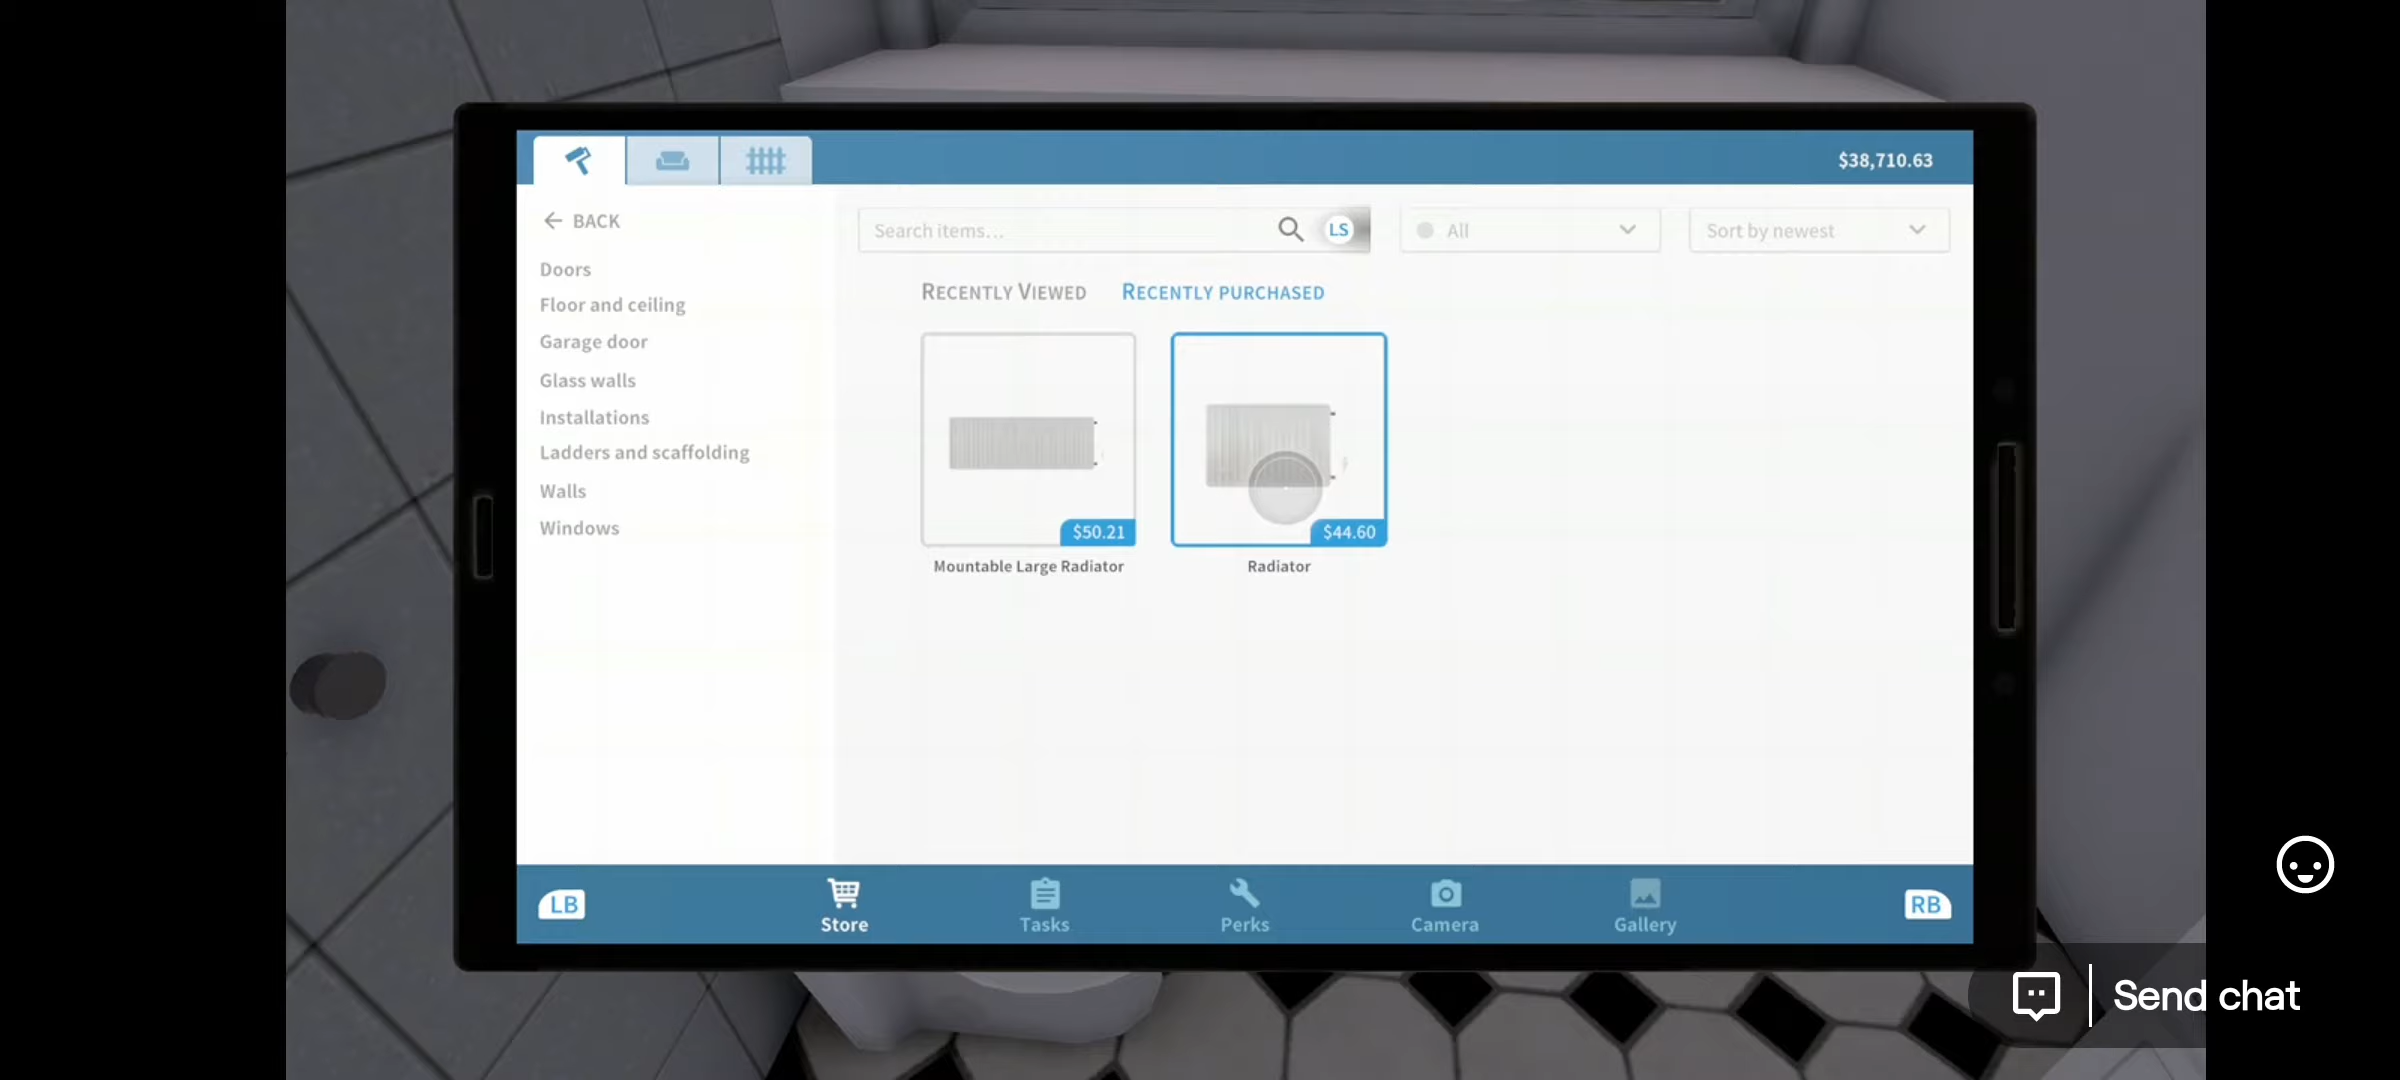 $38,710.63
BACK
Search items...
LS
All
Sort by newest
Doors
Floor and ceiling
Garage door
Glass walls
Installations
Ladders and scaffolding
Walls
Windows
RECENTLY VIEWED
RECENTLY PURCHASED
$50.21
$44.60
Mountable Large Radiator
Radiator
LB
Store
Tasks
Perks
Camera
Gallery
RB
Send chat